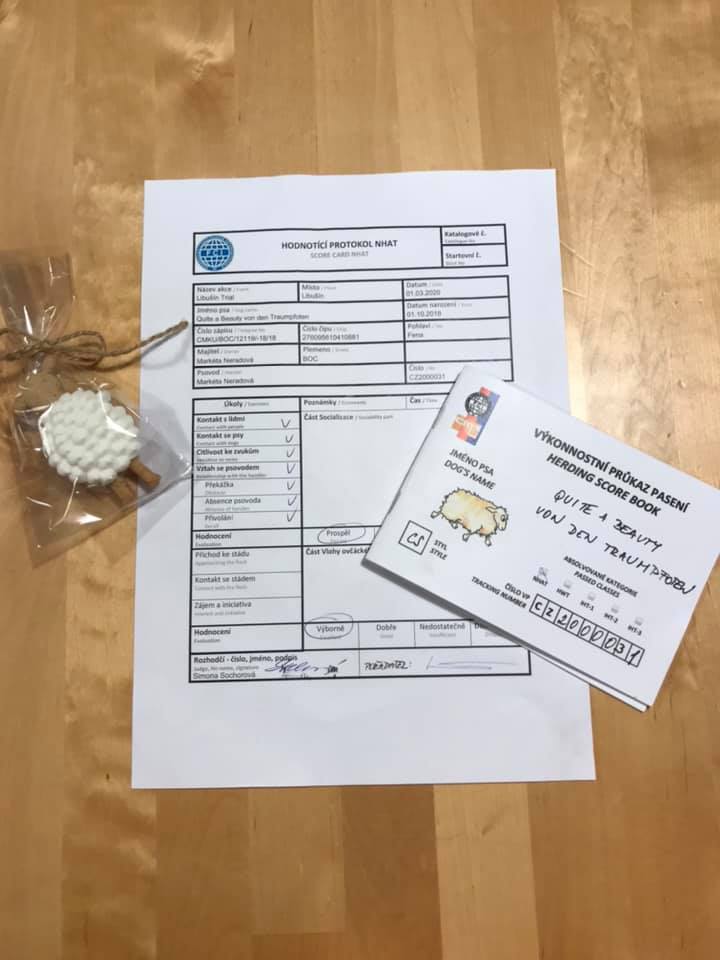 FCI
HODNOTÍCÍ PROTOKOL NHAT
SCORE CARD NHAT
Katalogové č.
Catalogue No
Startovní č.
Start No
Název akce / Event
Libušín Trial
Místo / Place
Libušín
Datum / Date
01.03.2020
Jméno psa / Dog name
Quite a Beauty von den Traumpfoten
Datum narození / Born
01.10.2018
Číslo zápisu / Pedigree No
CMKU/BOC/12119/-18/18
Číslo čipu / Chip
276095610410681
Pohlaví / Sex
Fena
Majitel / Owner
Markéta Neradová
Plemeno / Breed
BOC
Psovod / Handler
Markéta Neradová
Číslo / No
CZ2000031
Úkoly / Exercises
Poznámky / Comments
Čas / Time
Kontakt s lidmi
Contact with people
Kontakt se psy
Contact with dogs
Citlivost ke zvukům
Sensitive to noise
Vztah se psovodem
Relationship with the handler
Překážka
Obstacle
Absence psovoda
Absence of handler
Přivolání
Recall
Část Socialisace / Sociability part
Hodnocení
Evaluation
Prospěl
Příchod ke stádu
Approaching the flock
Kontakt se stádem
Contact with the flock
Zájem a iniciativa
Interest and initiative
Část Vlohy ovčácké
Hodnocení
Evaluation
Výborně
Excellent
Dobře
Good
Nedostatečně
Insufficient
Rozhodčí - číslo, jméno, podpis
Judge, No name, signature
Simona Sochorová
POŘADATEL:
VÝKONNOSTNÍ PRŮKAZ PASENÍ
HERDING SCORE BOOK
JMÉNO PSA
DOG'S NAME
QUITE A BEAUTY
VON DEN TRAUMPFOTEN
CS
STYL
STYLE
ABSOLVOVANÉ KATEGORIE
PASSED CLASSES
NHAT
HWT
IHT-1
IHT-2
IHT-3
ČÍSLO VP
TRACKING NUMBER
CZ2000031